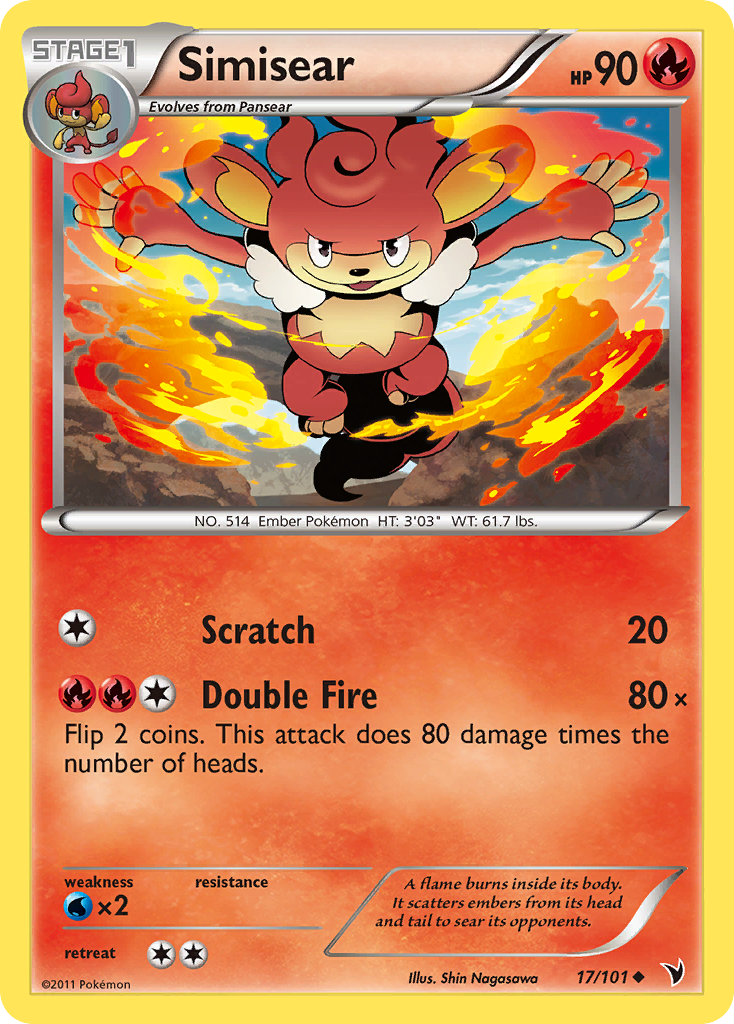 STAGE1
Simisear
HP 90
Evolves from Pansear
NO. 514 Ember Pokémon HT: 3'03" WT: 61.7 lbs.
Scratch 20
Double Fire 80×
Flip 2 coins. This attack does 80 damage times the
number of heads.
weakness resistance
×2
A flame burns inside its body.
It scatters embers from its head
and tail to sear its opponents.
retreat
©2011 Pokémon
Illus. Shin Nagasawa 17/101